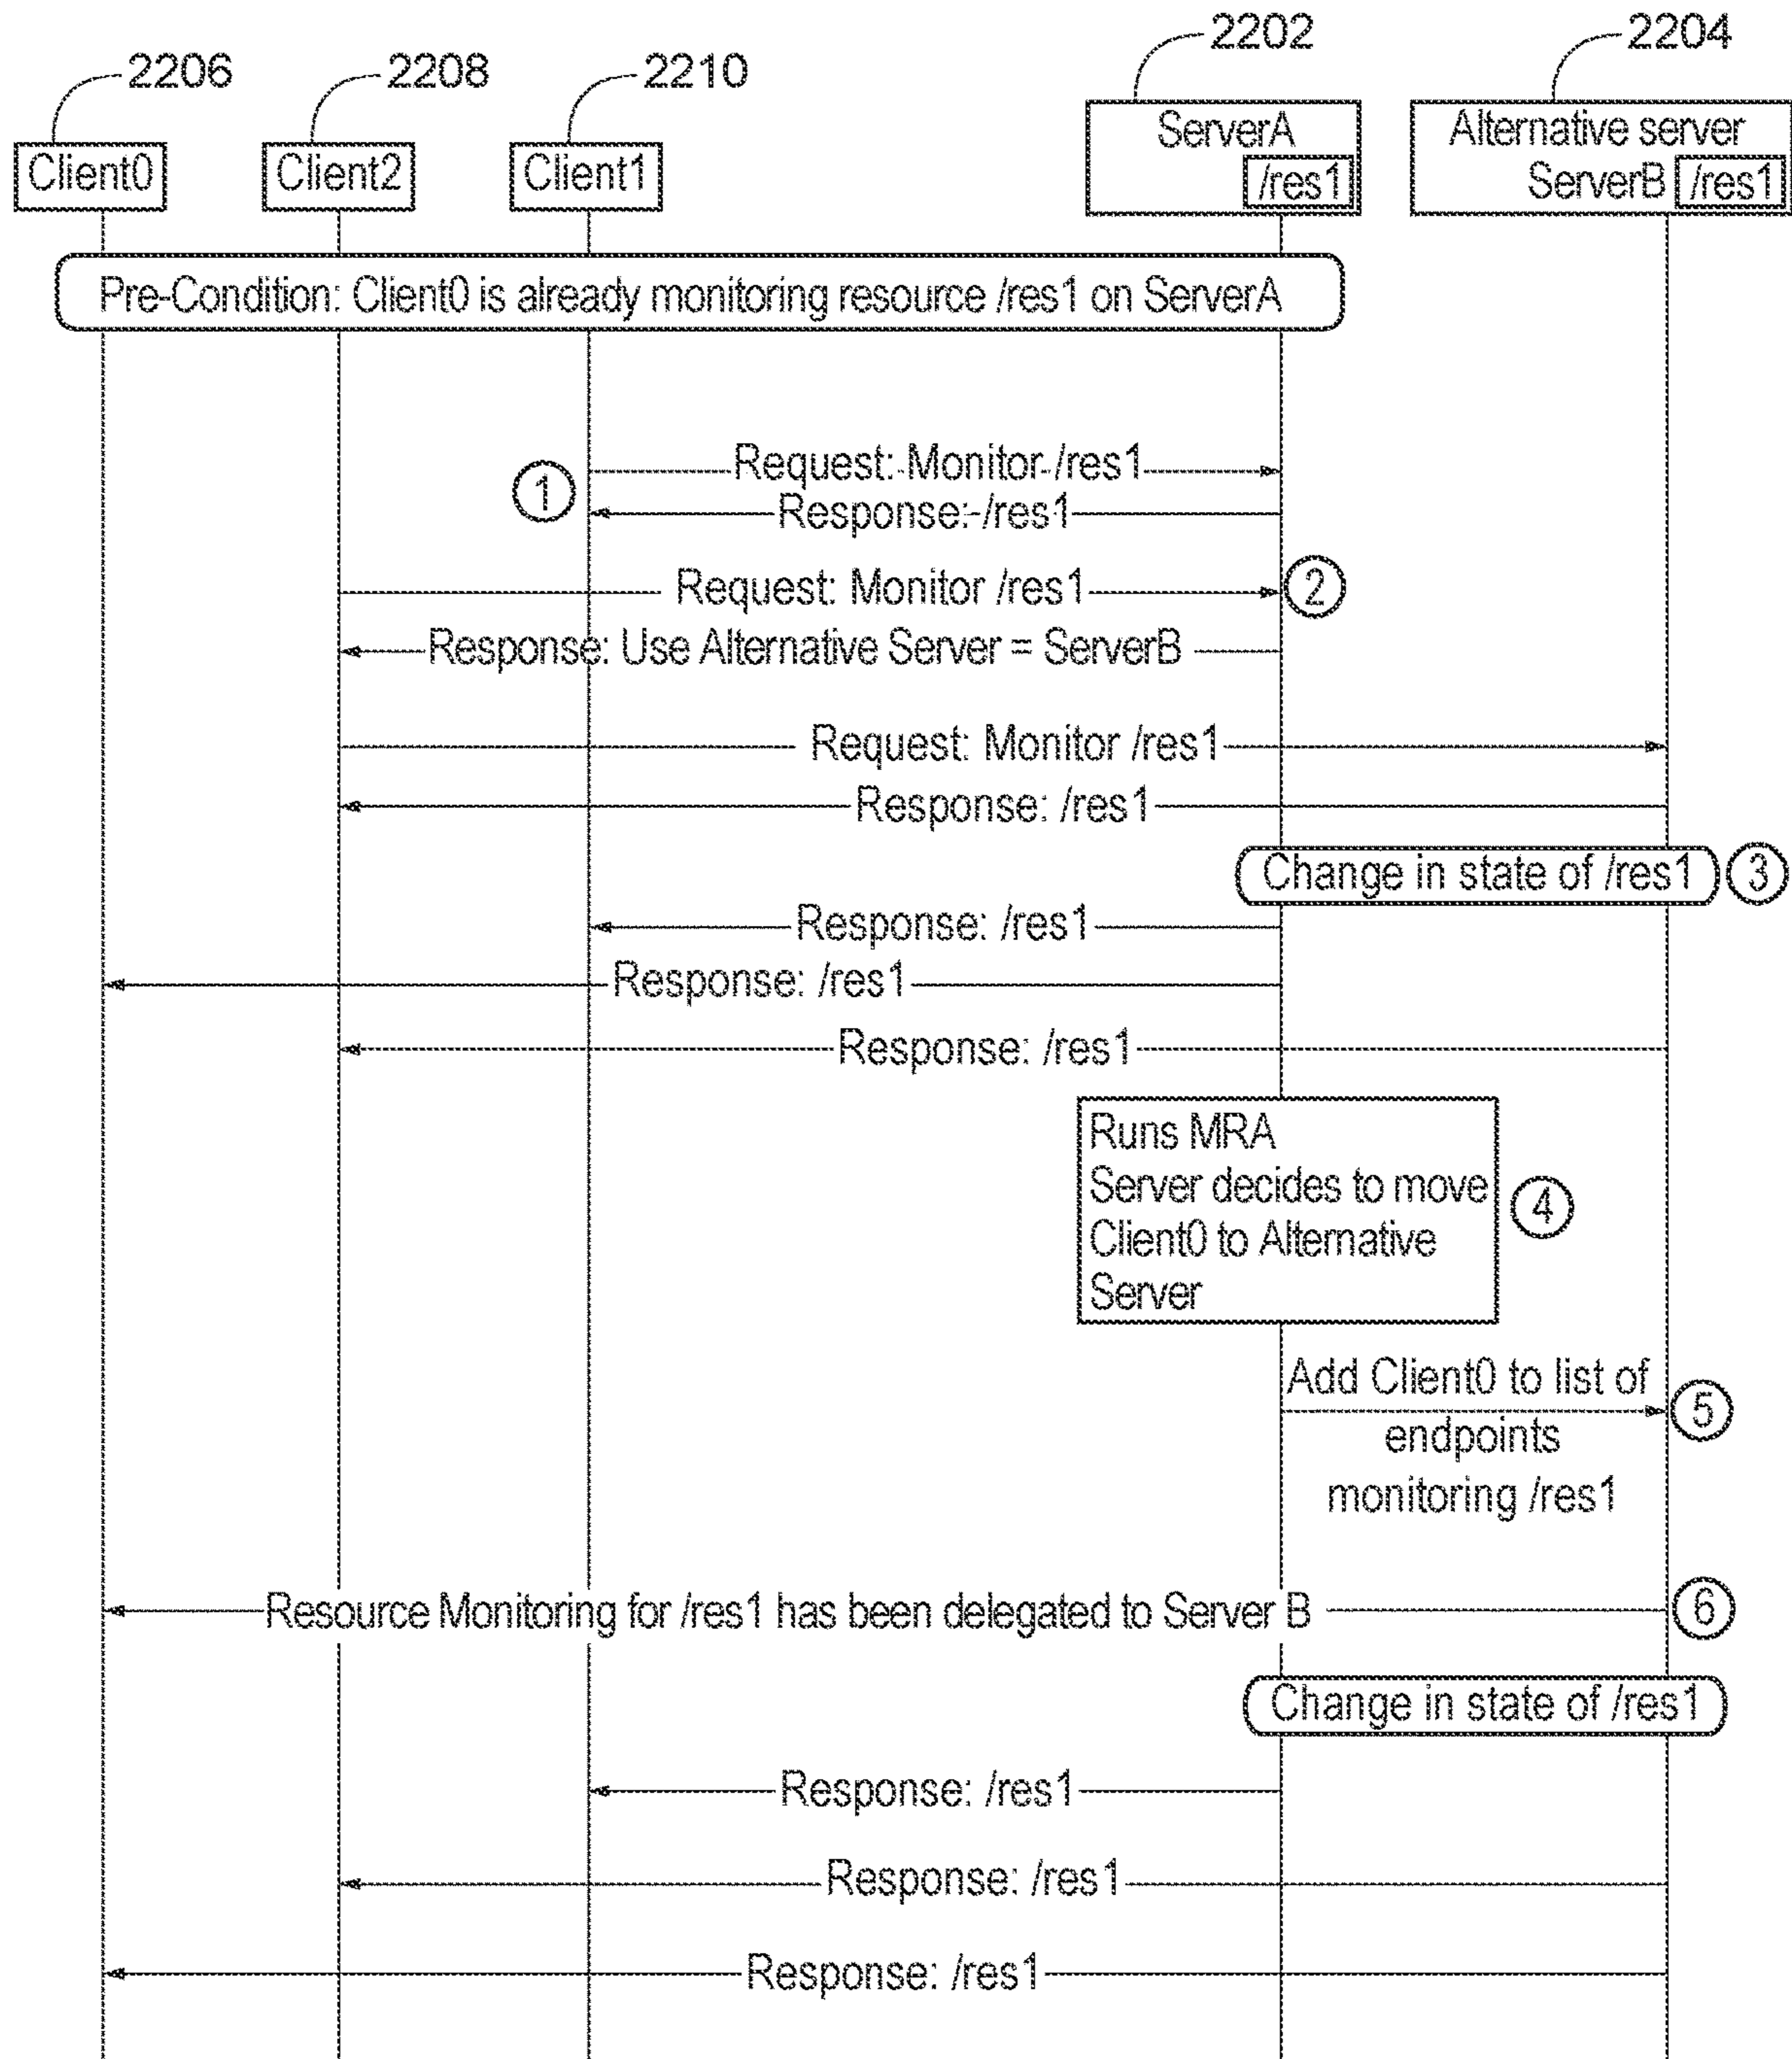 2206
2208
2210
2202
2204
Client0
Client2
Client1
ServerA
/res1
Alternative server
ServerB /res1
Pre-Condition: Client0 is already monitoring resource /res1 on ServerA
1
Request: Monitor /res1
Response: /res1
Request: Monitor /res1
2
Response: Use Alternative Server = ServerB
Request: Monitor /res1
Response: /res1
Change in state of /res1
3
Response: /res1
Response: /res1
Response: /res1
Runs MRA
Server decides to move
Client0 to Alternative
Server
4
Add Client0 to list of
endpoints
monitoring /res1
5
Resource Monitoring for /res1 has been delegated to Server B
6
Change in state of /res1
Response: /res1
Response: /res1
Response: /res1